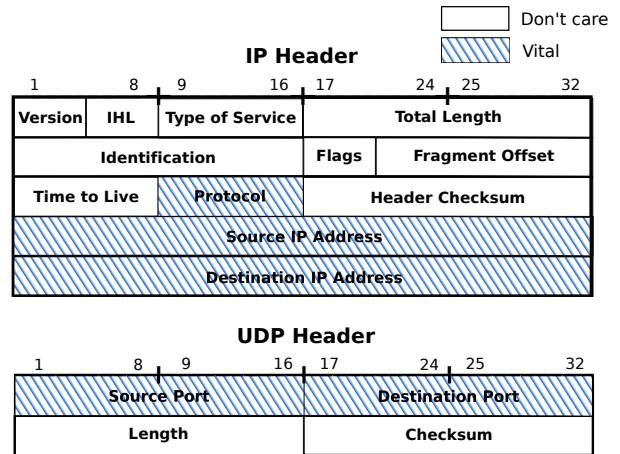 Don't care
Vital
IP Header
1 8 9 16 17 24 25 32
Version IHL Type of Service Total Length
Identification Flags Fragment Offset
Time to Live Protocol Header Checksum
Source IP Address
Destination IP Address
UDP Header
1 8 9 16 17 24 25 32
Source Port Destination Port
Length Checksum